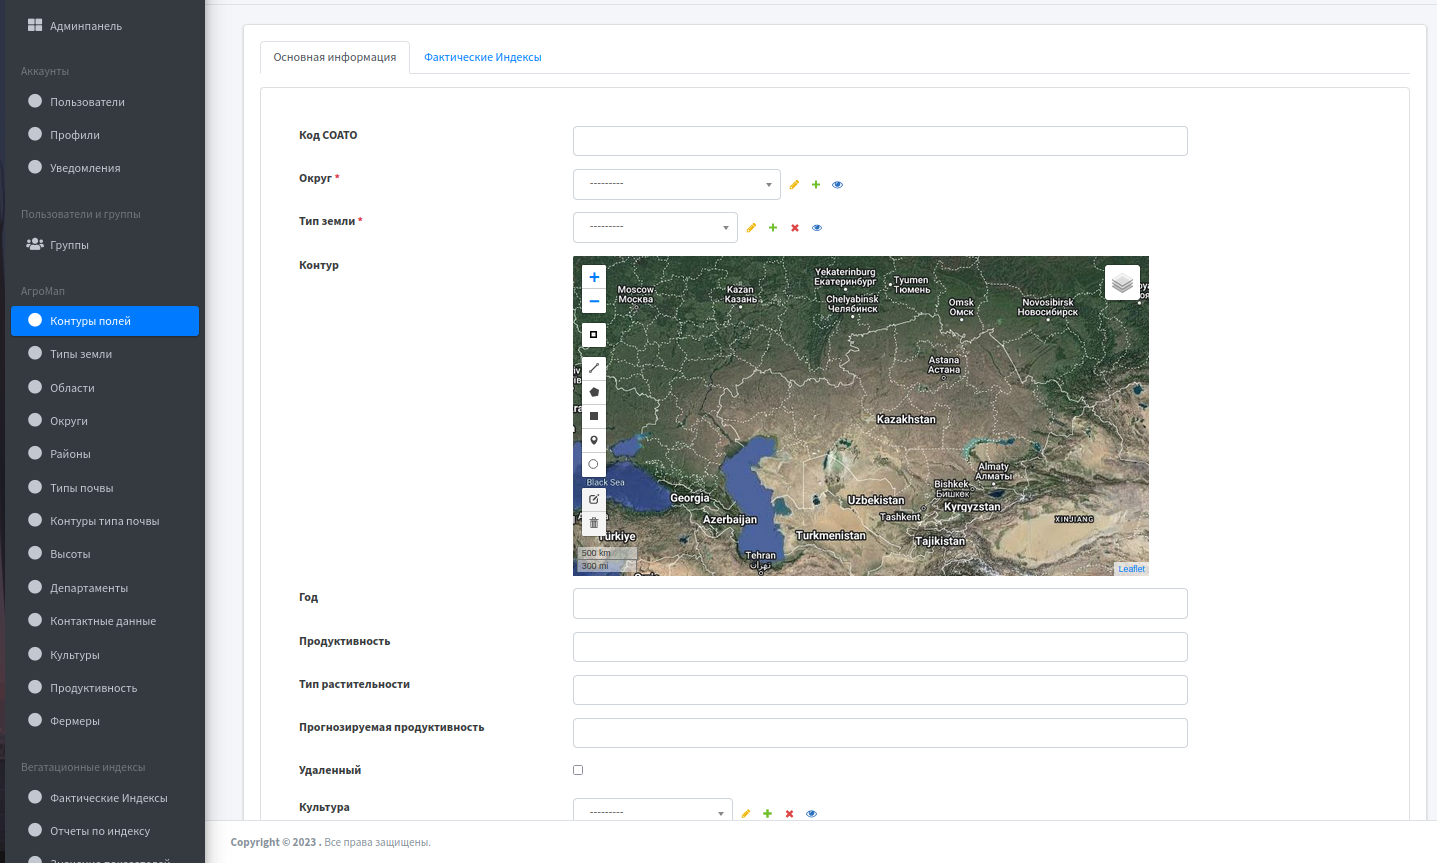 Админпанель
Аккаунты
Пользователи
Профили
Уведомления
Пользователи и группы
Группы
АгроМап
Контуры полей
Типы земли
Области
Округи
Районы
Типы почвы
Контуры типа почвы
Высоты
Департаменты
Контактные данные
Культуры
Продуктивность
Фермеры
Вегатационные индексы
Фактические Индексы
Отчеты по индексу
Основная информация
Фактические Индексы
Код СОАТО
Округ *
---------
Тип земли *
---------
Контур
+
−
Yekaterinburg
Екатеринбург
Tyumen
Тюмень
Moscow
Москва
Kazan
Казань
Chelyabinsk
Челябинск
Omsk
Омск
Novosibirsk
Новосибирск
Astana
Астана
Kazakhstan
Almaty
Алматы
Black Sea
Bishkek
Бишкек
Georgia
Uzbekistan
Kyrgyzstan
Azerbaijan
Tashkent
XINJIANG
Türkiye
Turkmenistan
Tajikistan
Tehran
تهران
500 km
300 mi
Leaflet
Год
Продуктивность
Тип растительности
Прогнозируемая продуктивность
Удаленный
Культура
---------
Copyright © 2023 . Все права защищены.